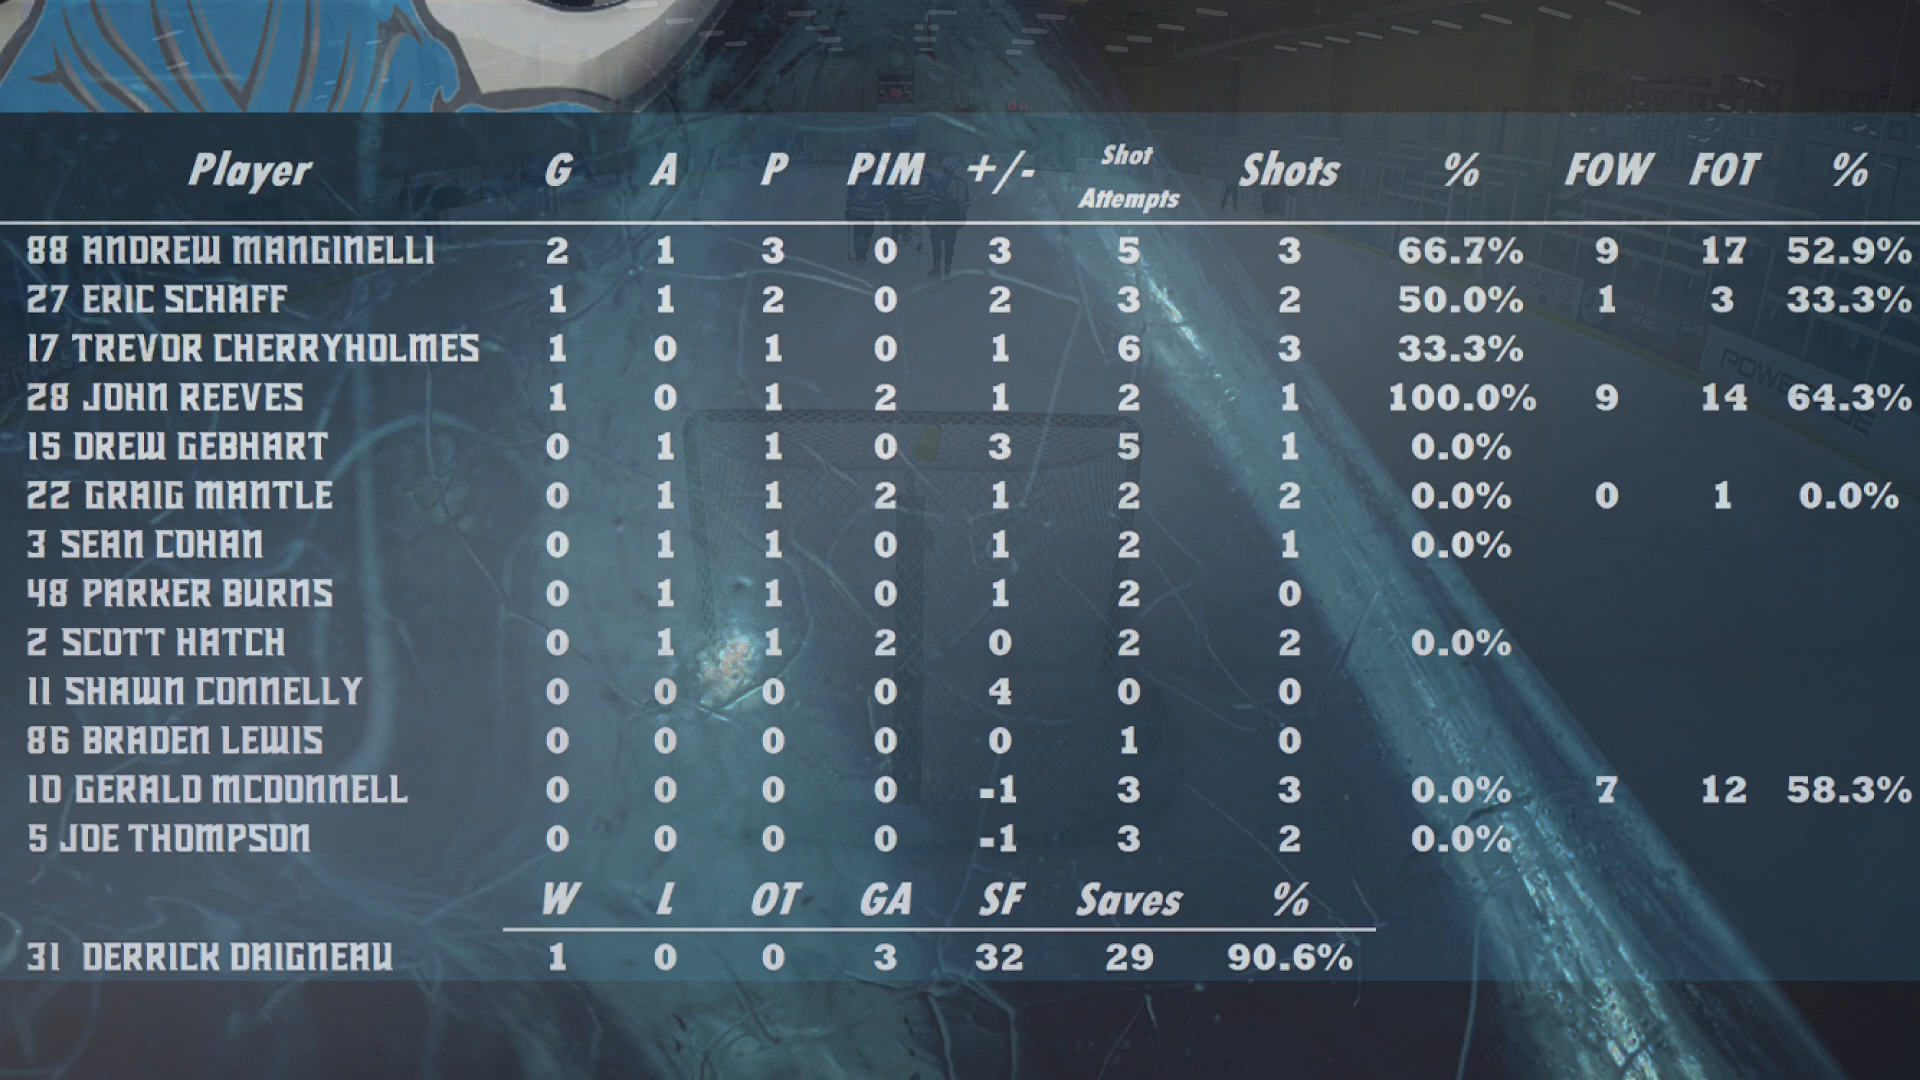 Player G A P PIM +/- Shot Attempts Shots % FOW FOT %
88 ANDREW MANGINELLI 2 1 3 0 3 5 3 66.7% 9 17 52.9%
27 ERIC SCHAFF 1 1 2 0 2 3 2 50.0% 1 3 33.3%
17 TREVOR CHERRYHOLMES 1 0 1 0 1 6 3 33.3%
28 JOHN REEVES 1 0 1 2 1 2 1 100.0% 9 14 64.3%
15 DREW GEBHART 0 1 1 0 3 5 1 0.0%
22 GRAIG MANTLE 0 1 1 2 1 2 2 0.0% 0 1 0.0%
3 SEAN COHAN 0 1 1 0 1 2 1 0.0%
48 PARKER BURNS 0 1 1 0 1 2 0
2 SCOTT HATCH 0 1 1 2 0 2 2 0.0%
11 SHAWN CONNELLY 0 0 0 0 4 0 0
86 BRADEN LEWIS 0 0 0 0 0 1 0
10 GERALD MCDONNELL 0 0 0 0 -1 3 3 0.0% 7 12 58.3%
5 JOE THOMPSON 0 0 0 0 -1 3 2 0.0%
W L OT GA SF Saves %
31 DERRICK DAIGNEAU 1 0 0 3 32 29 90.6%
POWERADE